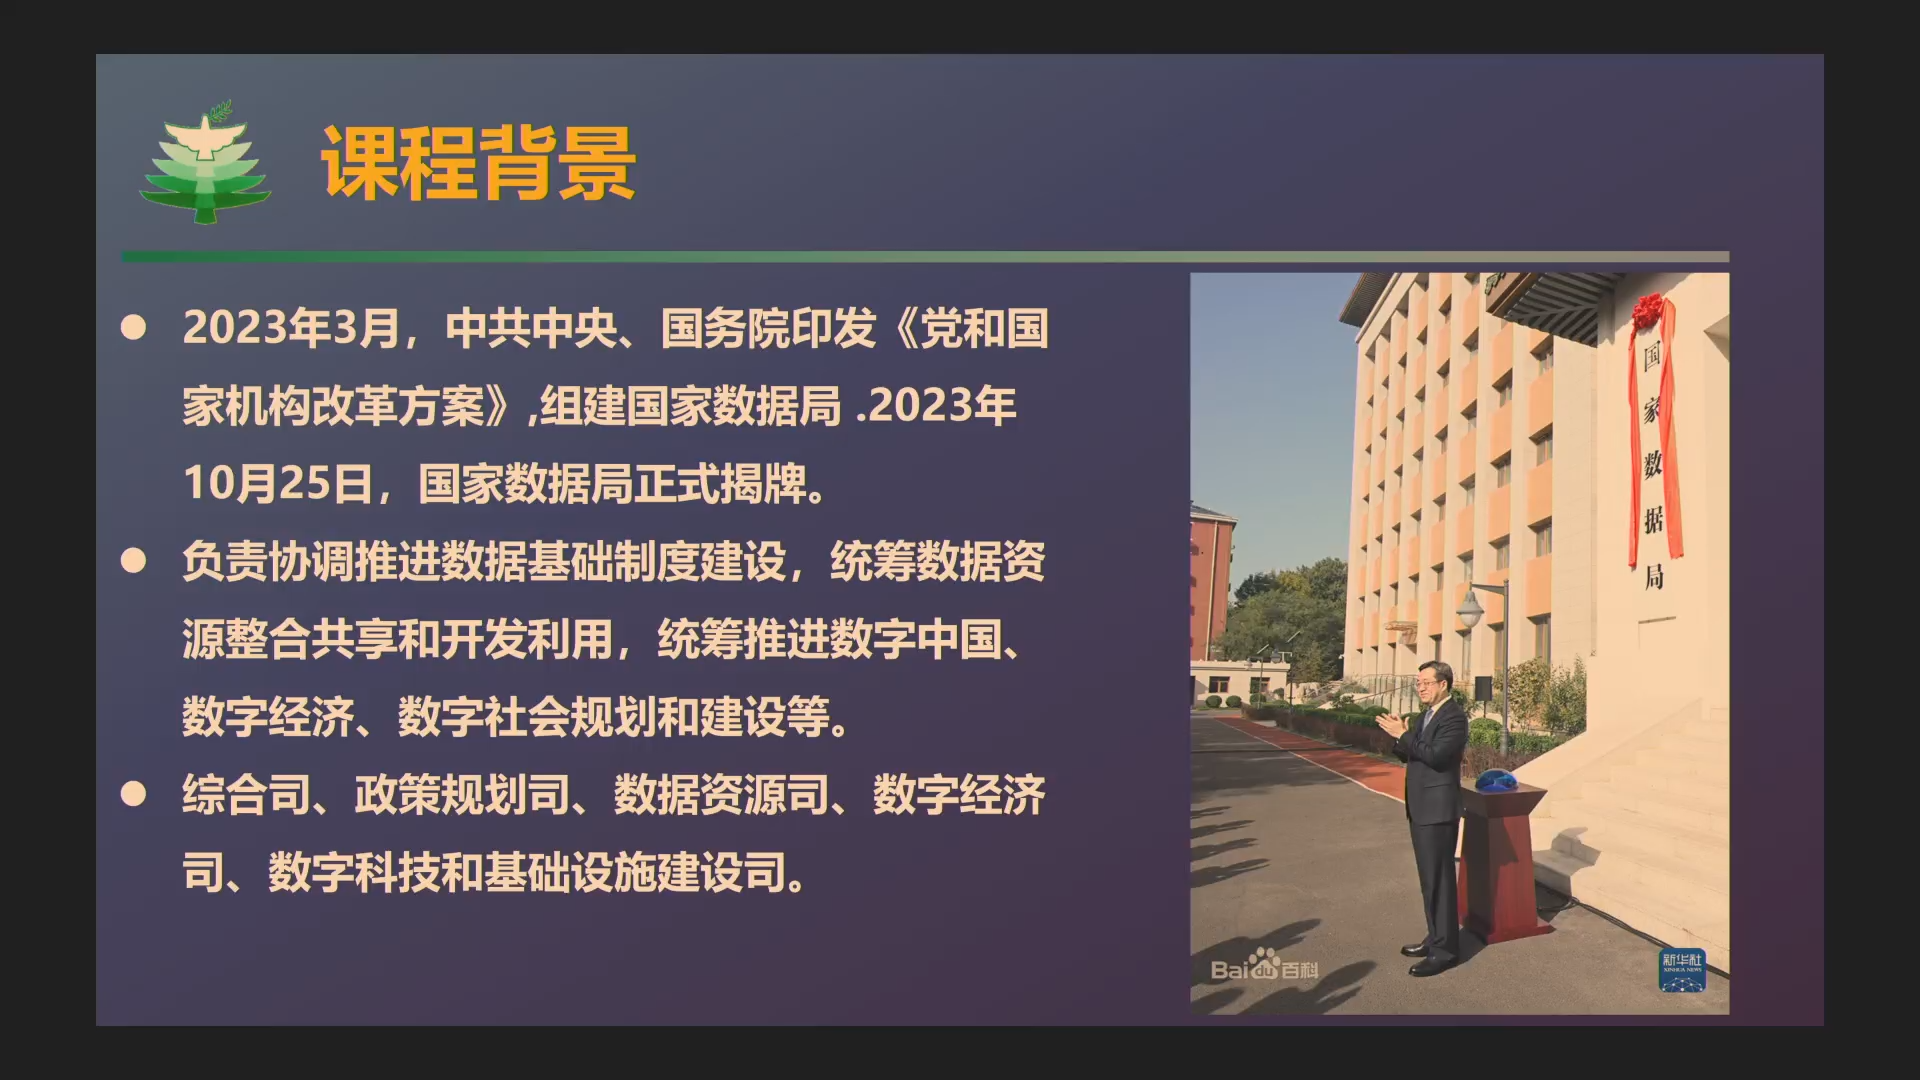 课程背景
2023年3月，中共中央、国务院印发《党和国
家机构改革方案》,组建国家数据局 .2023年
10月25日，国家数据局正式揭牌。
负责协调推进数据基础制度建设，统筹数据资
源整合共享和开发利用，统筹推进数字中国、
数字经济、数字社会规划和建设等。
综合司、政策规划司、数据资源司、数字经济
司、数字科技和基础设施建设司。
国家数据局
Baidu百科
新华社
XINHUA NEWS